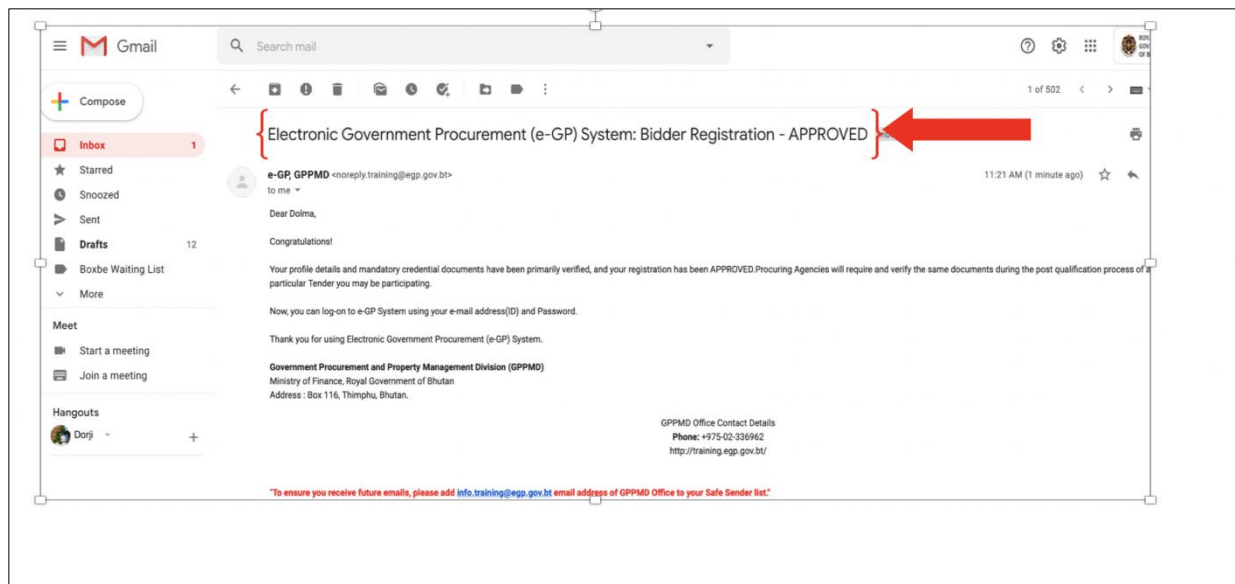 Gmail
Search mail
Compose
1 of 502
Inbox 1
Starred
Snoozed
Sent
Drafts 12
Boxbe Waiting List
More
Meet
Start a meeting
Join a meeting
Hangouts
Dorji
Electronic Government Procurement (e-GP) System: Bidder Registration - APPROVED
e-GP, GPPMD <noreply.training@egp.gov.bt>
11:21 AM (1 minute ago)
to me
Dear Dolma,
Congratulations!
Your profile details and mandatory credential documents have been primarily verified, and your registration has been APPROVED.Procuring Agencies will require and verify the same documents during the post qualification process of
particular Tender you may be participating.
Now, you can log-on to e-GP System using your e-mail address(ID) and Password.
Thank you for using Electronic Government Procurement (e-GP) System.
Government Procurement and Property Management Division (GPPMD)
Ministry of Finance, Royal Government of Bhutan
Address : Box 116, Thimphu, Bhutan.
GPPMD Office Contact Details
Phone: +975-02-336962
http://training.egp.gov.bt/
"To ensure you receive future emails, please add info.training@egp.gov.bt email address of GPPMD Office to your Safe Sender list."